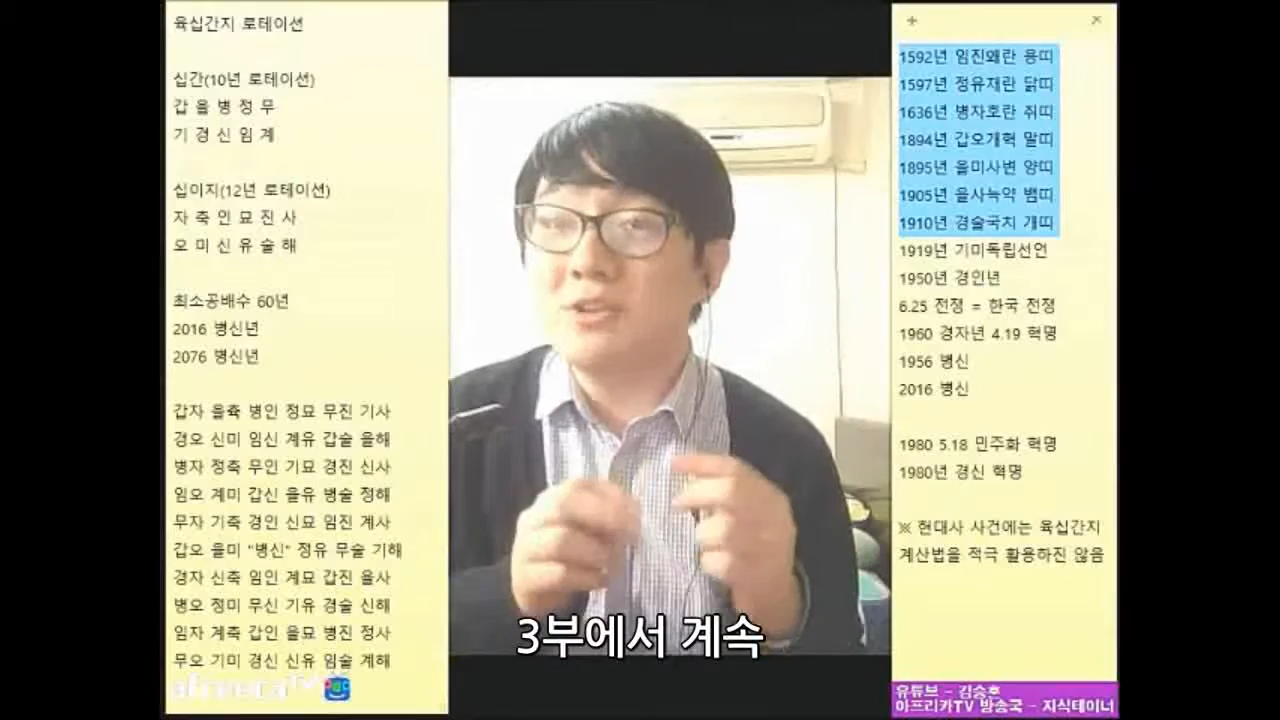 육십간지 로테이션
십간(10년 로테이션)
갑 을 병 정 무
기 경 신 임 계
십이지(12년 로테이션)
자 축 인 묘 진 사
오 미 신 유 술 해
최소공배수 60년
2016 병신년
2076 병신년
갑자 을축 병인 정묘 무진 기사
경오 신미 임신 계유 갑술 을해
병자 정축 무인 기묘 경진 신사
임오 계미 갑신 을유 병술 정해
무자 기축 경인 신묘 임진 계사
갑오 을미 "병신" 정유 무술 기해
경자 신축 임인 계묘 갑진 을사
병오 정미 무신 기유 경술 신해
임자 계축 갑인 을묘 병진 정사
무오 기미 경신 신유 임술 계해
afreecaTV
3부에서 계속
1592년 임진왜란 용띠
1597년 정유재란 닭띠
1636년 병자호란 쥐띠
1894년 갑오개혁 말띠
1895년 을미사변 양띠
1905년 을사늑약 뱀띠
1910년 경술국치 개띠
1919년 기미독립선언
1950년 경인년
6.25 전쟁 = 한국 전쟁
1960 경자년 4.19 혁명
1956 병신
2016 병신
1980 5.18 민주화 혁명
1980년 경신 혁명
※ 현대사 사건에는 육십간지
계산법을 적극 활용하진 않음
유튜브 - 김승훈
아프리카TV 방송국 - 지식테이너